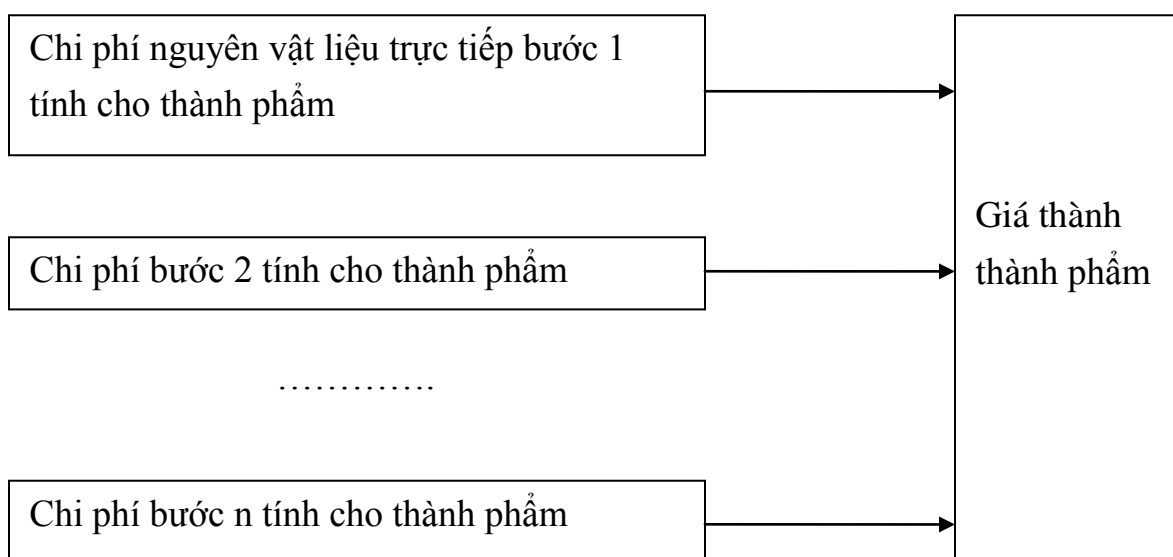 Chi phí nguyên vật liệu trực tiếp bước 1
tính cho thành phẩm
Chi phí bước 2 tính cho thành phẩm
………….
Chi phí bước n tính cho thành phẩm
Giá thành
thành phẩm